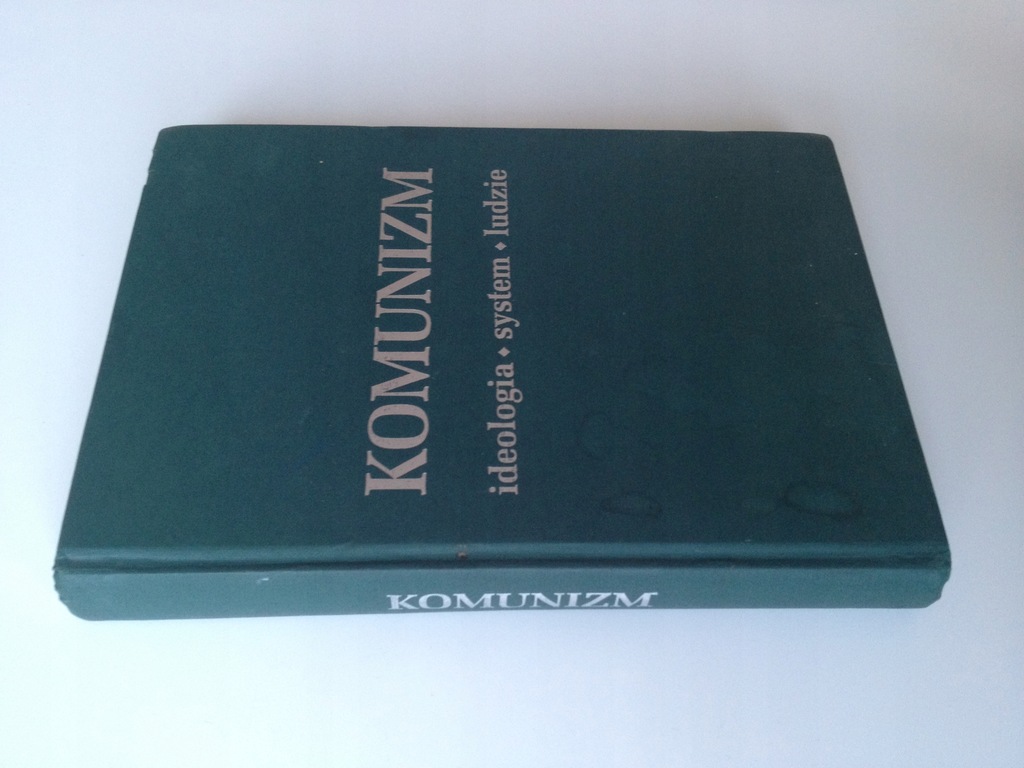 KOMUNIZM
ideologia ⬥ system ⬥ ludzie
KOMUNIZM